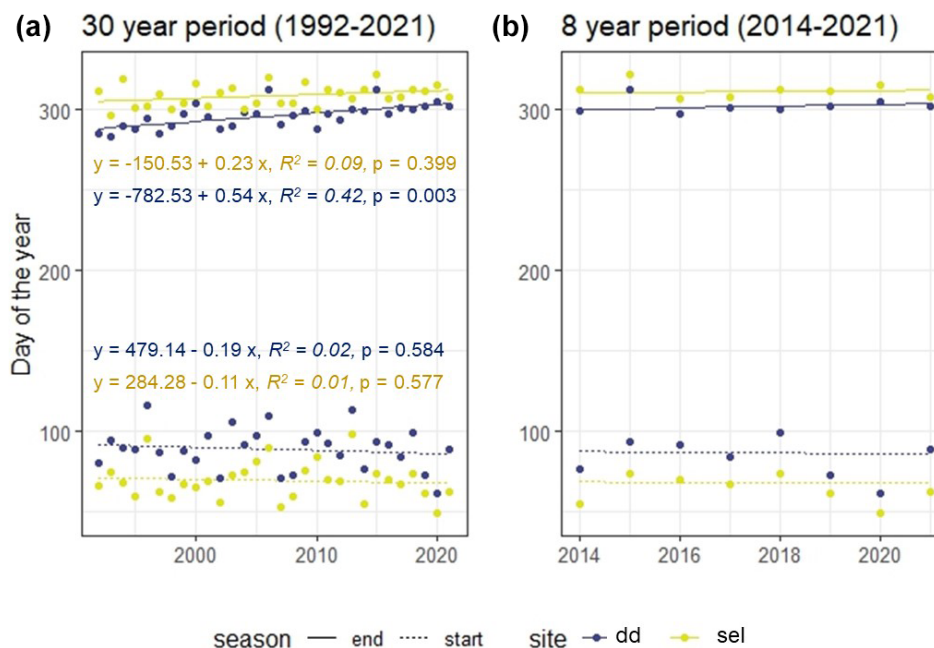 (a) 30 year period (1992-2021)
(b) 8 year period (2014-2021)
Day of the year
300
200
100
y = -150.53 + 0.23 x, R² = 0.09, p = 0.399
y = -782.53 + 0.54 x, R² = 0.42, p = 0.003
y = 479.14 - 0.19 x, R² = 0.02, p = 0.584
y = 284.28 - 0.11 x, R² = 0.01, p = 0.577
2000 2010 2020
300
200
100
2014 2016 2018 2020
season end start site dd sel